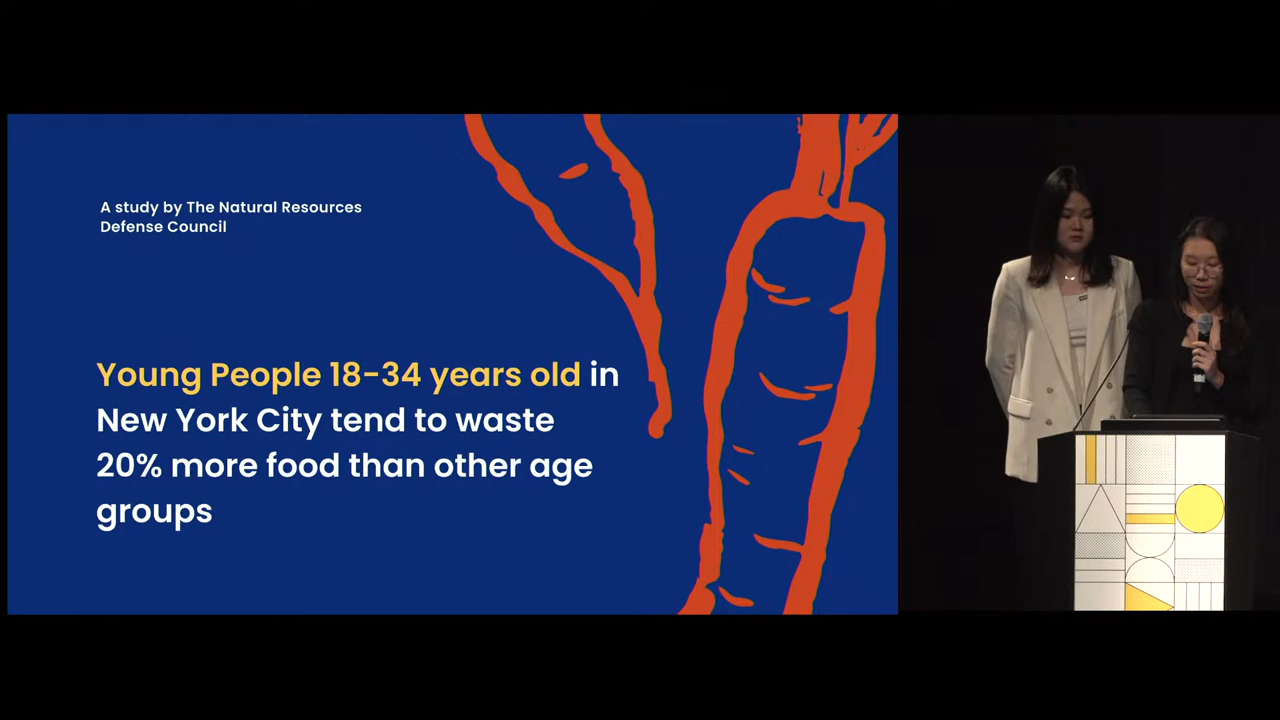 A study by The Natural Resources
Defense Council
Young People 18-34 years old in
New York City tend to waste
20% more food than other age
groups